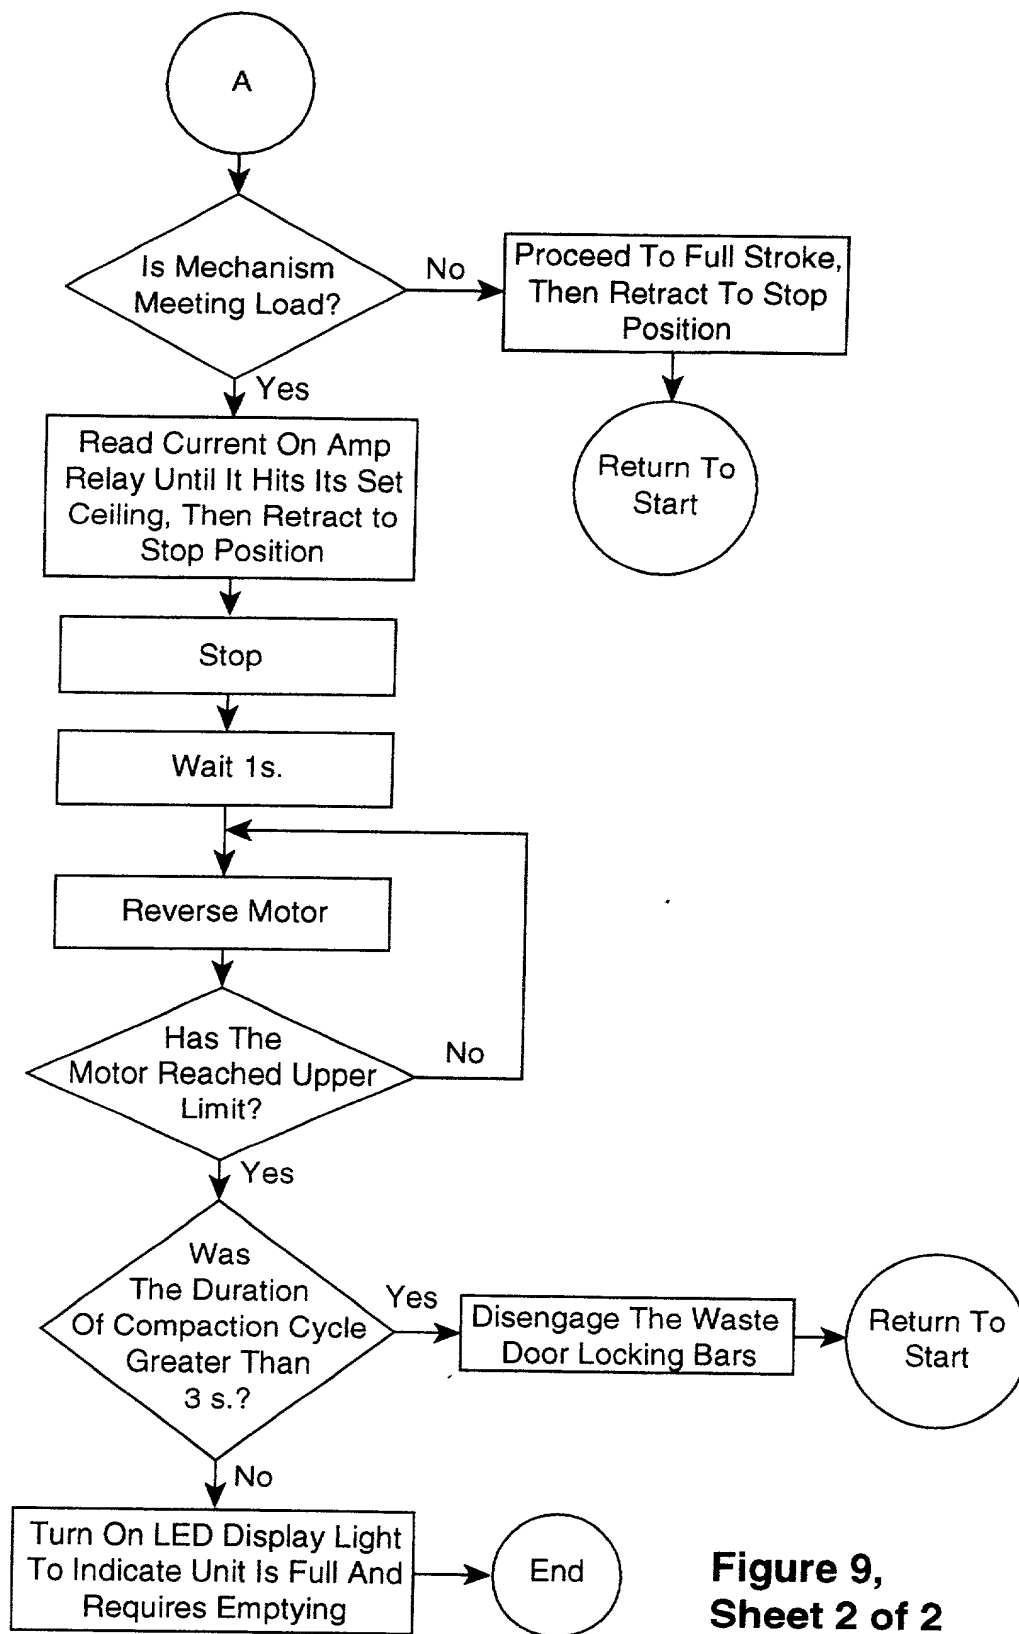 A
Is Mechanism
Meeting Load?
No
Proceed To Full Stroke,
Then Retract To Stop
Position
Yes
Return To
Start
Read Current On Amp
Relay Until It Hits Its Set
Ceiling, Then Retract to
Stop Position
Stop
Wait 1s.
Reverse Motor
Has The
Motor Reached Upper
Limit?
No
Yes
Was
The Duration
Of Compaction Cycle
Greater Than
3 s.?
Yes
Disengage The Waste
Door Locking Bars
Return To
Start
No
Turn On LED Display Light
To Indicate Unit Is Full And
Requires Emptying
End
Figure 9,
Sheet 2 of 2